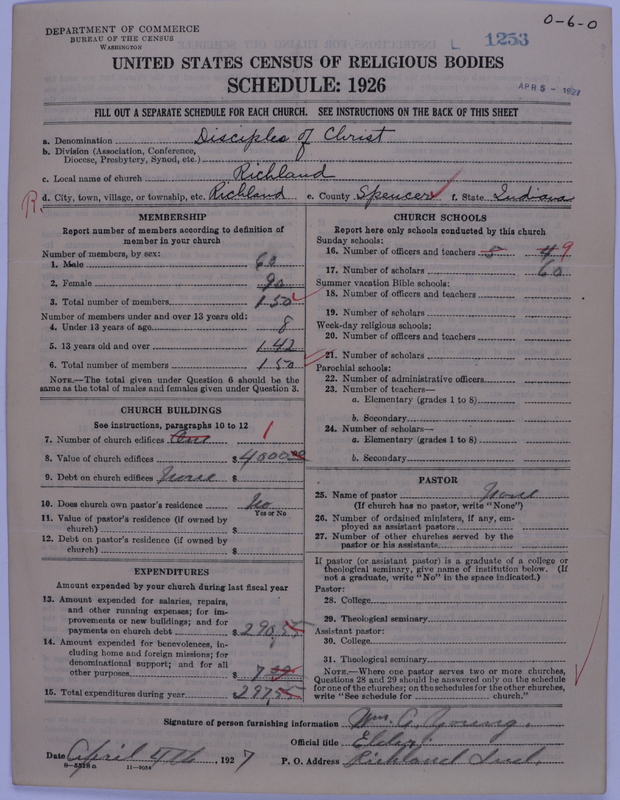 DEPARTMENT OF COMMERCE
BUREAU OF THE CENSUS
WASHINGTON
0-6-0
L 1253
UNITED STATES CENSUS OF RELIGIOUS BODIES
SCHEDULE: 1926
APR 5 - 1927
FILL OUT A SEPARATE SCHEDULE FOR EACH CHURCH. SEE INSTRUCTIONS ON THE BACK OF THIS SHEET
a. Denomination Disciples of Christ
b. Division (Association, Conference,
Diocese, Presbytery, Synod, etc.)
c. Local name of church Richland
R. d. City, town, village, or township, etc. Richland e. County Spencer f. State Indiana
MEMBERSHIP
Report number of members according to definition of
member in your church
Number of members, by sex:
1. Male 60
2. Female 90
3. Total number of members 150
Number of members under and over 13 years old:
4. Under 13 years of age 8
5. 13 years old and over 142
6. Total number of members 150
NOTE.—The total given under Question 6 should be the
same as the total of males and females given under Question 3.
CHURCH BUILDINGS
See instructions, paragraphs 10 to 12
7. Number of church edifices One 1
8. Value of church edifices $4000.00
9. Debt on church edifices None $
10. Does church own pastor's residence No
Yes or No
11. Value of pastor's residence (if owned by
church) $
12. Debt on pastor's residence (if owned by
church) $
EXPENDITURES
Amount expended by your church during last fiscal year
13. Amount expended for salaries, repairs,
and other running expenses; for im-
provements or new buildings; and for
payments on church debt $ 290.55
14. Amount expended for benevolences, in-
cluding home and foreign missions; for
denominational support; and for all
other purposes $ 7
15. Total expenditures during year $ 297.55
CHURCH SCHOOLS
Report here only schools conducted by this church
Sunday schools:
16. Number of officers and teachers 5 4 9
17. Number of scholars 60
Summer vacation Bible schools:
18. Number of officers and teachers
19. Number of scholars
Week-day religious schools:
20. Number of officers and teachers
21. Number of scholars
Parochial schools:
22. Number of administrative officers
23. Number of teachers—
a. Elementary (grades 1 to 8)
b. Secondary
24. Number of scholars—
a. Elementary (grades 1 to 8)
b. Secondary
PASTOR
25. Name of pastor None
(If church has no pastor, write "None")
26. Number of ordained ministers, if any, em-
ployed as assistant pastors
27. Number of other churches served by the
pastor or his assistants
If pastor (or assistant pastor) is a graduate of a college or
theological seminary, give name of institution below. (If
not a graduate, write "No" in the space indicated.)
Pastor:
28. College
29. Theological seminary
Assistant pastor:
30. College
31. Theological seminary
NOTE.—Where one pastor serves two or more churches,
Questions 28 and 29 should be answered only on the schedule
for one of the churches; on the schedules for the other churches,
write "See schedule for church."
Signature of person furnishing information Wm. A. Young.
Official title Elder
Date April 4th, 1927 P. O. Address Richland Ind.
8-5518a 11-9054